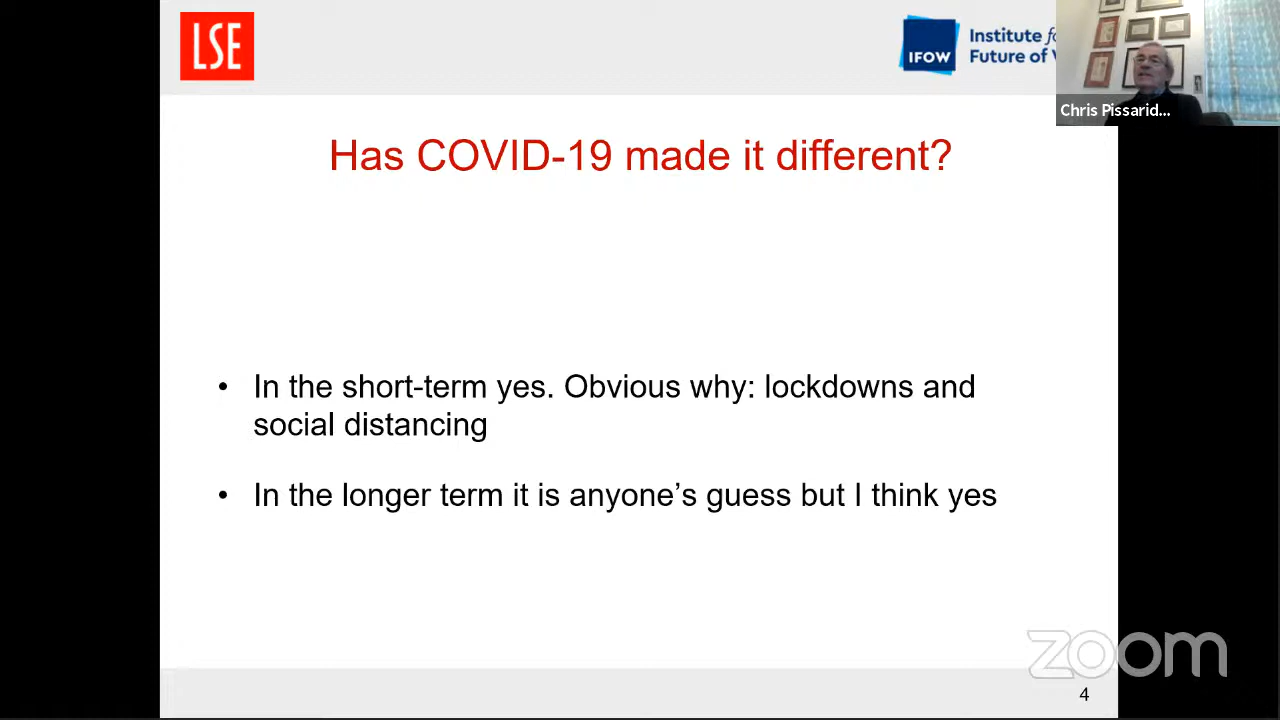 LSE
IFOW
Institute for
Future of
Chris Pissarid...
Has COVID-19 made it different?
• In the short-term yes. Obvious why: lockdowns and
social distancing
• In the longer term it is anyone’s guess but I think yes
zoom
4